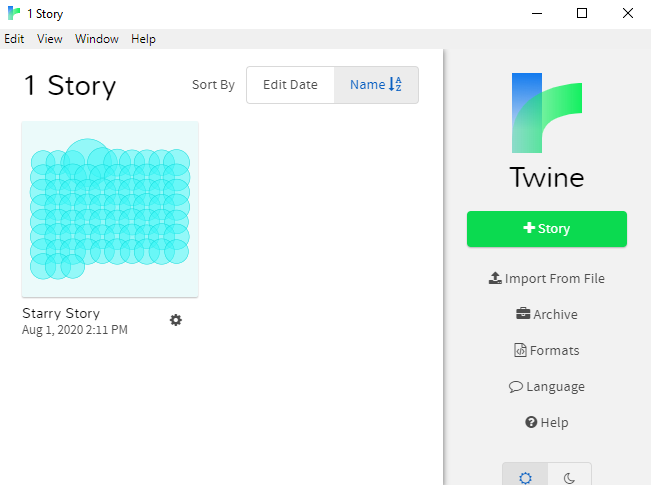 1 Story
Edit View Window Help
1 Story
Sort By Edit Date Name
Starry Story
Aug 1, 2020 2:11 PM
Twine
Story
Import From File
Archive
Formats
Language
Help